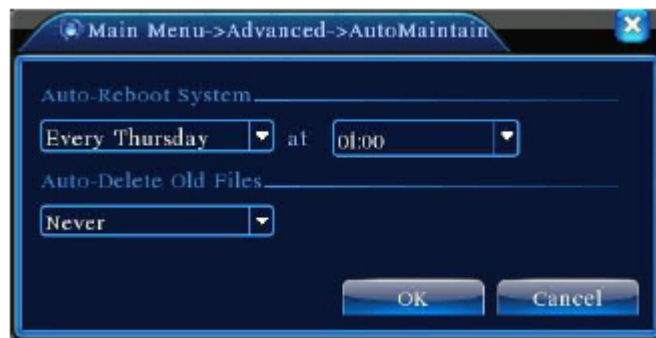 Main Menu->Advanced->AutoMaintain
Auto-Reboot System
Every Thursday at 01:00
Auto-Delete Old Files
Never
OK Cancel